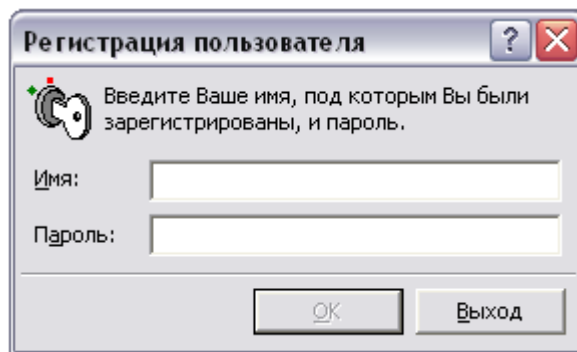 Регистрация пользователя
?
Введите Ваше имя, под которым Вы были
зарегистрированы, и пароль.
Имя:
Пароль:
OK
Выход